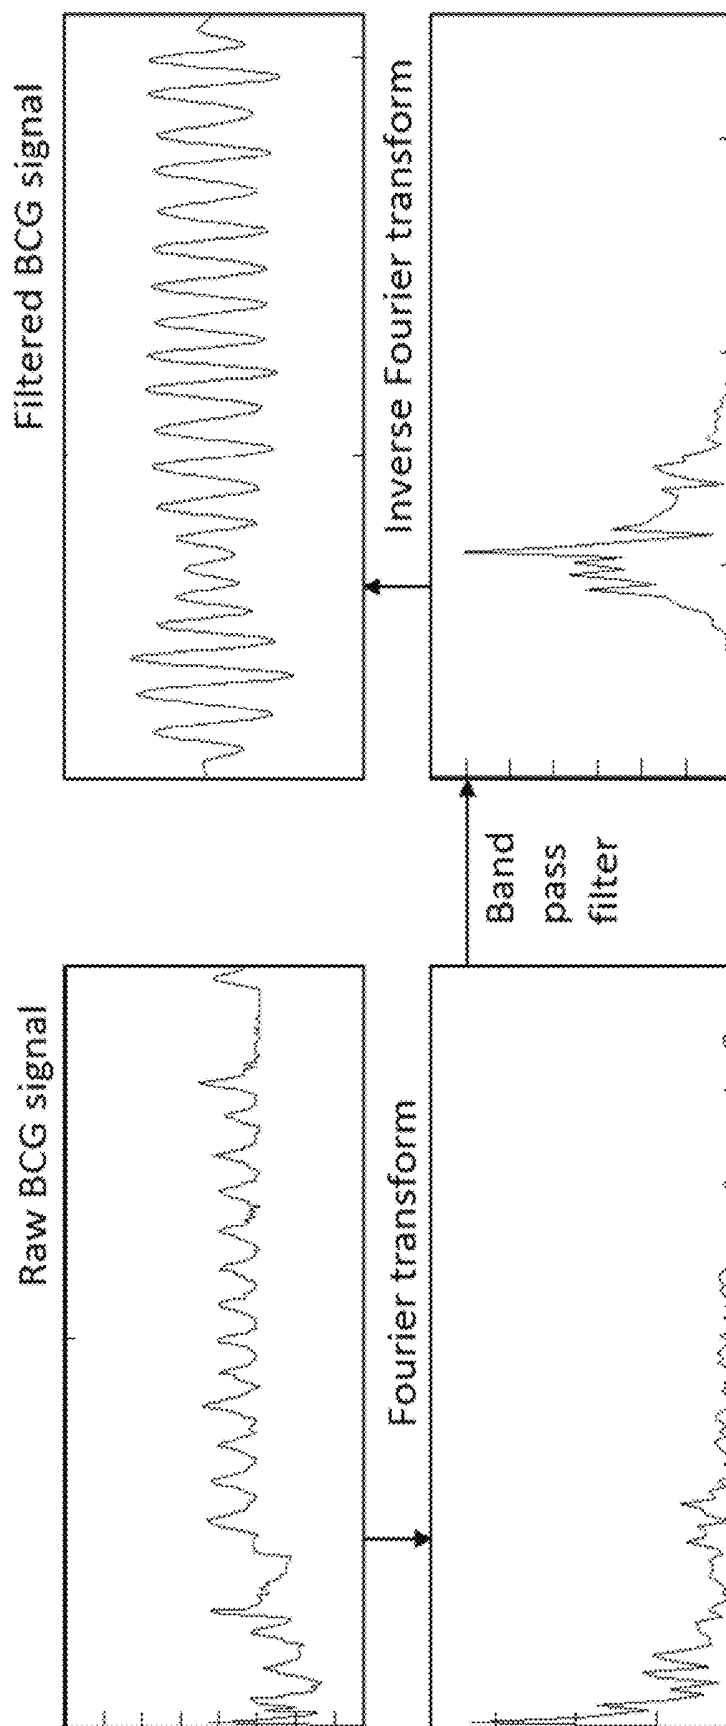 Raw BCG signal
Filtered BCG signal
Fourier transform
Inverse Fourier transform
Band
pass
filter